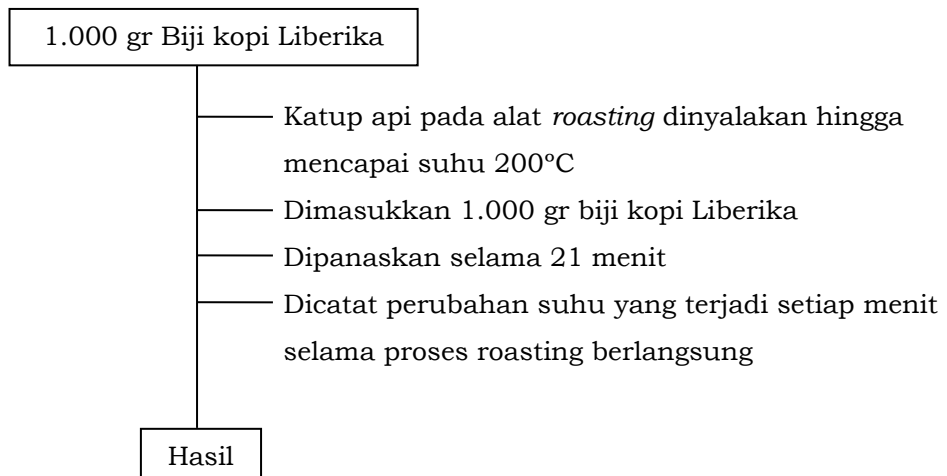 1.000 gr Biji kopi Liberika
Katup api pada alat roasting dinyalakan hingga
mencapai suhu 200°C
Dimasukkan 1.000 gr biji kopi Liberika
Dipanaskan selama 21 menit
Dicatat perubahan suhu yang terjadi setiap menit
selama proses roasting berlangsung
Hasil